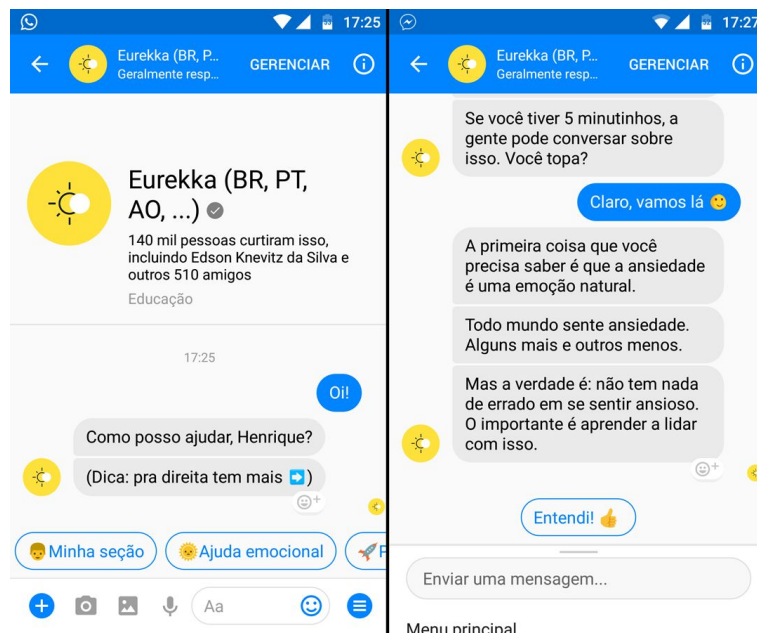 17:25
Eurekka (BR, P...
Geralmente resp...
GERENCIAR
Eurekka (BR, PT,
AO, ...)
140 mil pessoas curtiram isso,
incluindo Edson Knevitz da Silva e
outros 510 amigos
Educação
17:25
Oi!
Como posso ajudar, Henrique?
(Dica: pra direita tem mais ➡️)
👨Minha seção
🌞Ajuda emocional
🚀P
Aa
17:27
Eurekka (BR, P...
Geralmente resp...
GERENCIAR
Se você tiver 5 minutinhos, a
gente pode conversar sobre
isso. Você topa?
Claro, vamos lá 🙂
A primeira coisa que você
precisa saber é que a ansiedade
é uma emoção natural.
Todo mundo sente ansiedade.
Alguns mais e outros menos.
Mas a verdade é: não tem nada
de errado em se sentir ansioso.
O importante é aprender a lidar
com isso.
Entendi! 👍
Enviar uma mensagem...
Menu principal